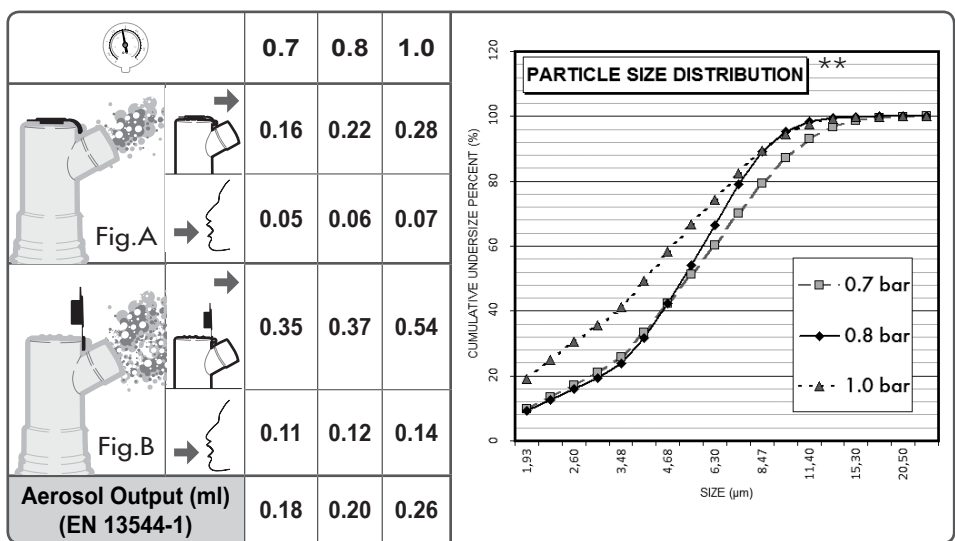 0.7 0.8 1.0
0.16 0.22 0.28
Fig.A
0.05 0.06 0.07
0.35 0.37 0.54
Fig.B
0.11 0.12 0.14
Aerosol Output (ml)
(EN 13544-1)
0.18 0.20 0.26
PARTICLE SIZE DISTRIBUTION **
CUMULATIVE UNDERSIZE PERCENT (%)
120
100
80
60
40
20
0
0.7 bar
0.8 bar
1.0 bar
1,93 2,60 3,48 4,68 6,30 8,47 11,40 15,30 20,50
SIZE (µm)